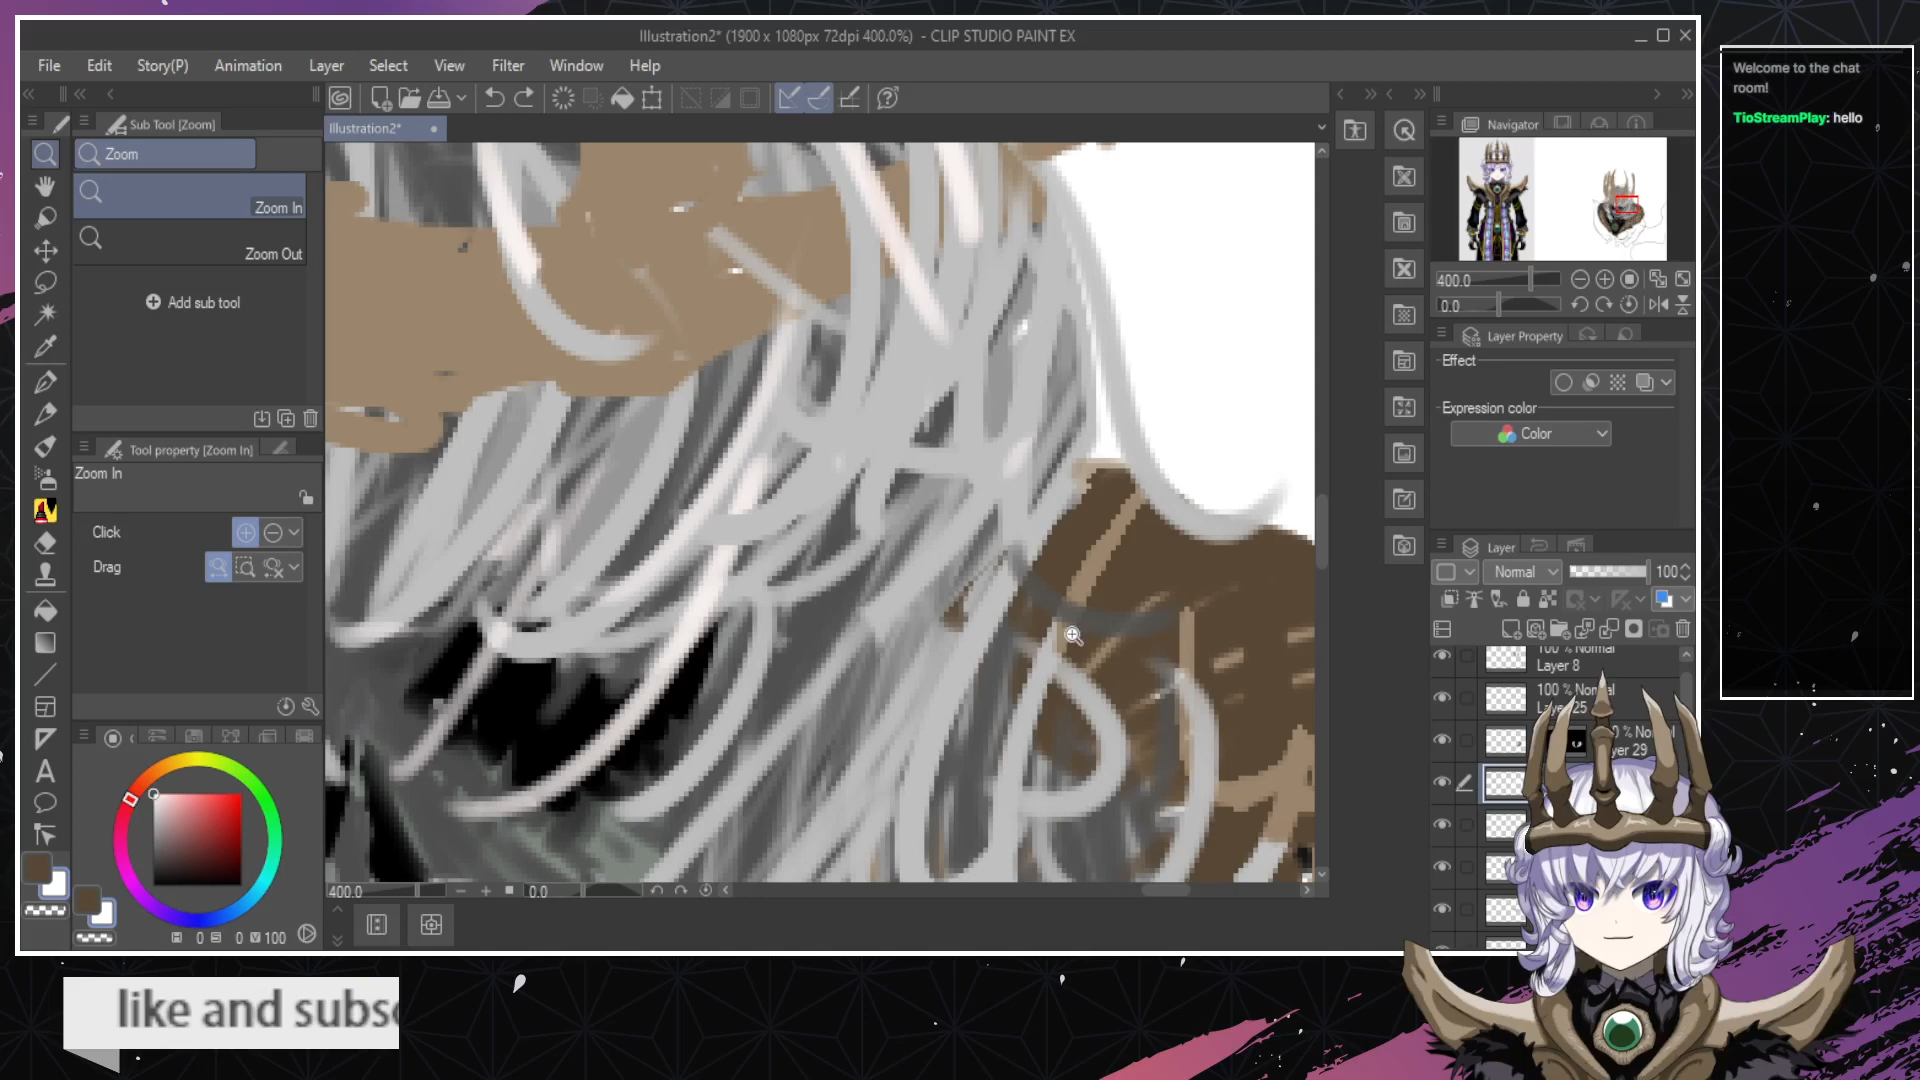 Illustration2* (1900 x 1080px 72dpi 400.0%) - CLIP STUDIO PAINT EX
File Edit Story(P) Animation Layer Select View Filter Window Help
Sub Tool [Zoom]
Zoom
Zoom In
Zoom Out
Add sub tool
Tool property [Zoom In]
Zoom In
Click
Drag
0 0 100
Illustration2*
400.0 0.0
Navigator
400.0
0.0
Layer Property
Effect
Expression color
Color
Layer
Normal 100
100 % Normal
Layer 8
100 % Normal
Welcome to the chat
room!
TioStreamPlay: hello
like and subs